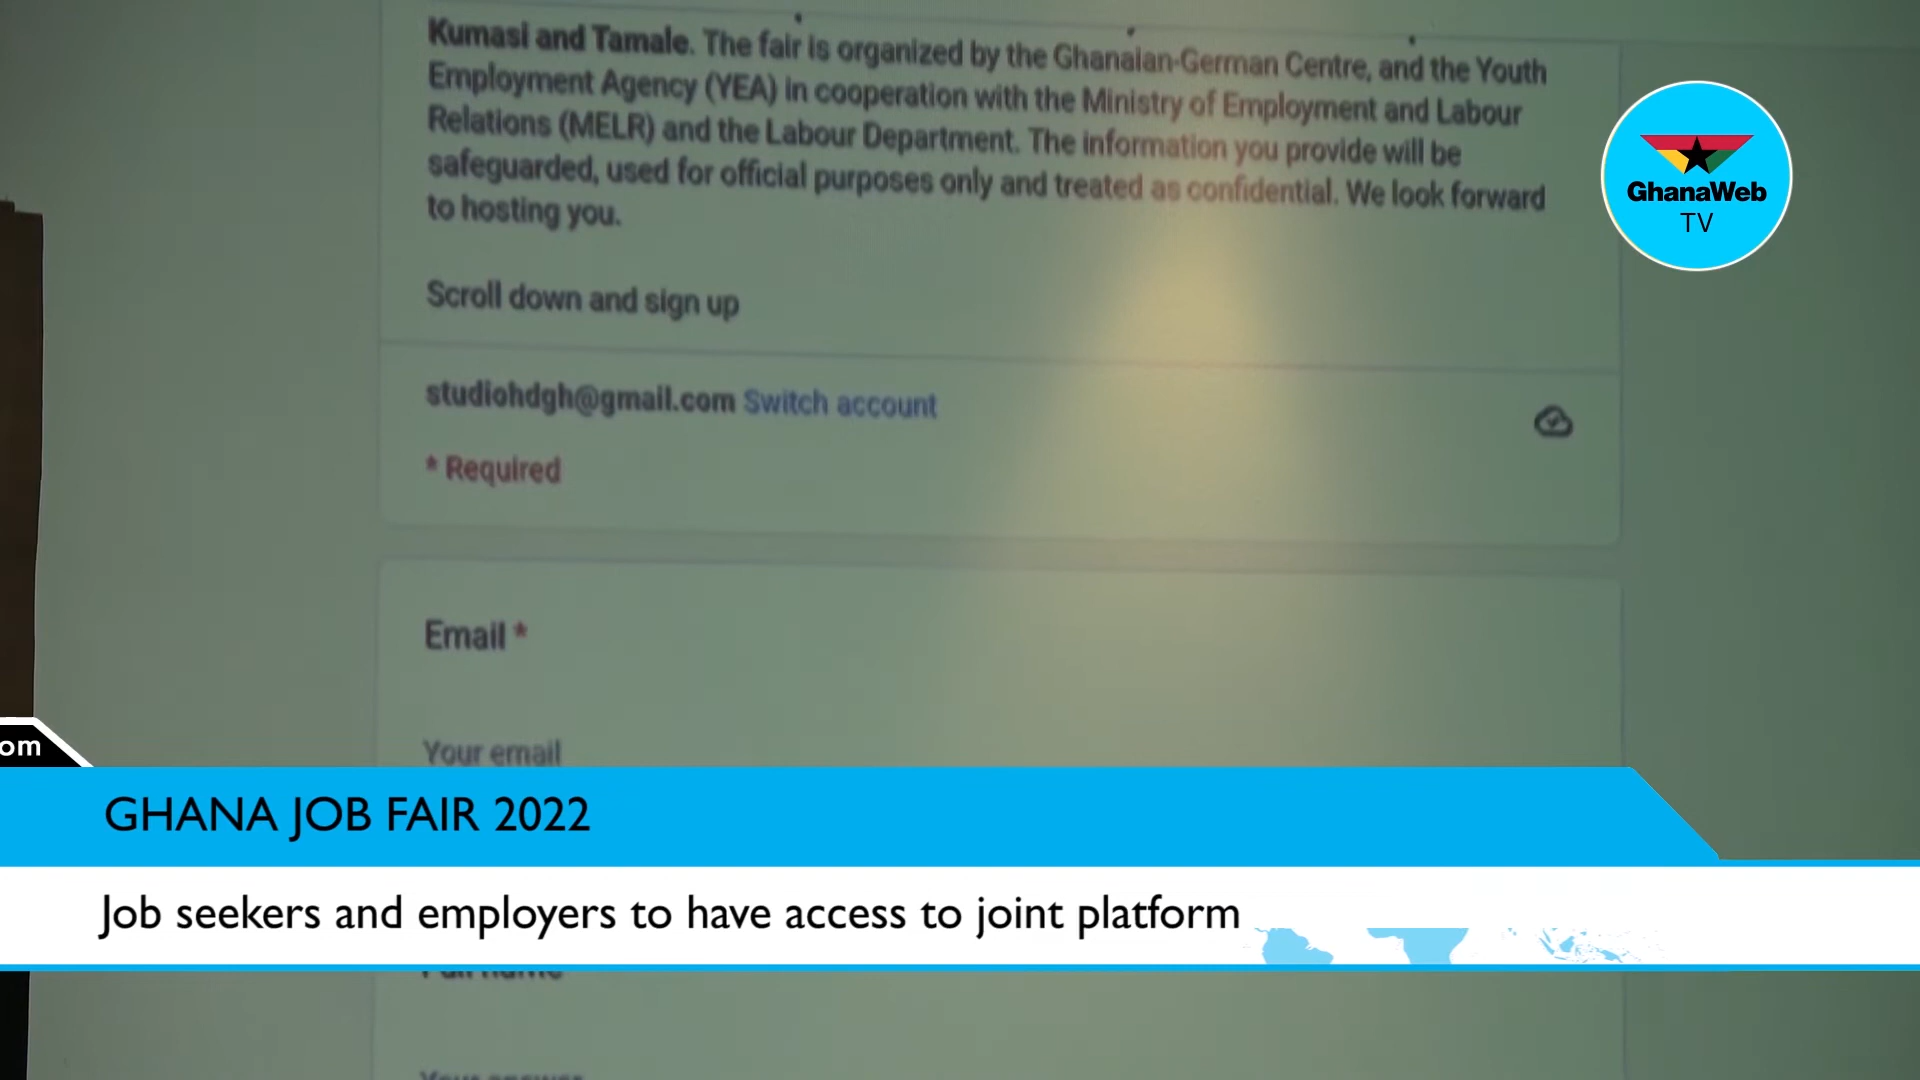 Kumasi and Tamale. The fair is organized by the Ghanaian-German Centre, and the Youth
Employment Agency (YEA) in cooperation with the Ministry of Employment and Labour
Relations (MELR) and the Labour Department. The information you provide will be
safeguarded, used for official purposes only and treated as confidential. We look forward
to hosting you.
Scroll down and sign up
studiohdgh@gmail.com Switch account
* Required
Email *
Your email
GhanaWeb
TV
om
GHANA JOB FAIR 2022
Job seekers and employers to have access to joint platform
Full name